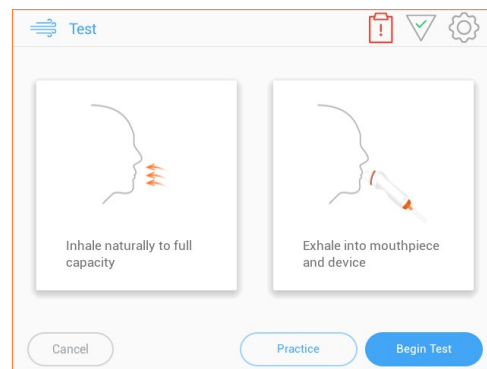 Test
Inhale naturally to full
capacity
Exhale into mouthpiece
and device
Cancel
Practice
Begin Test